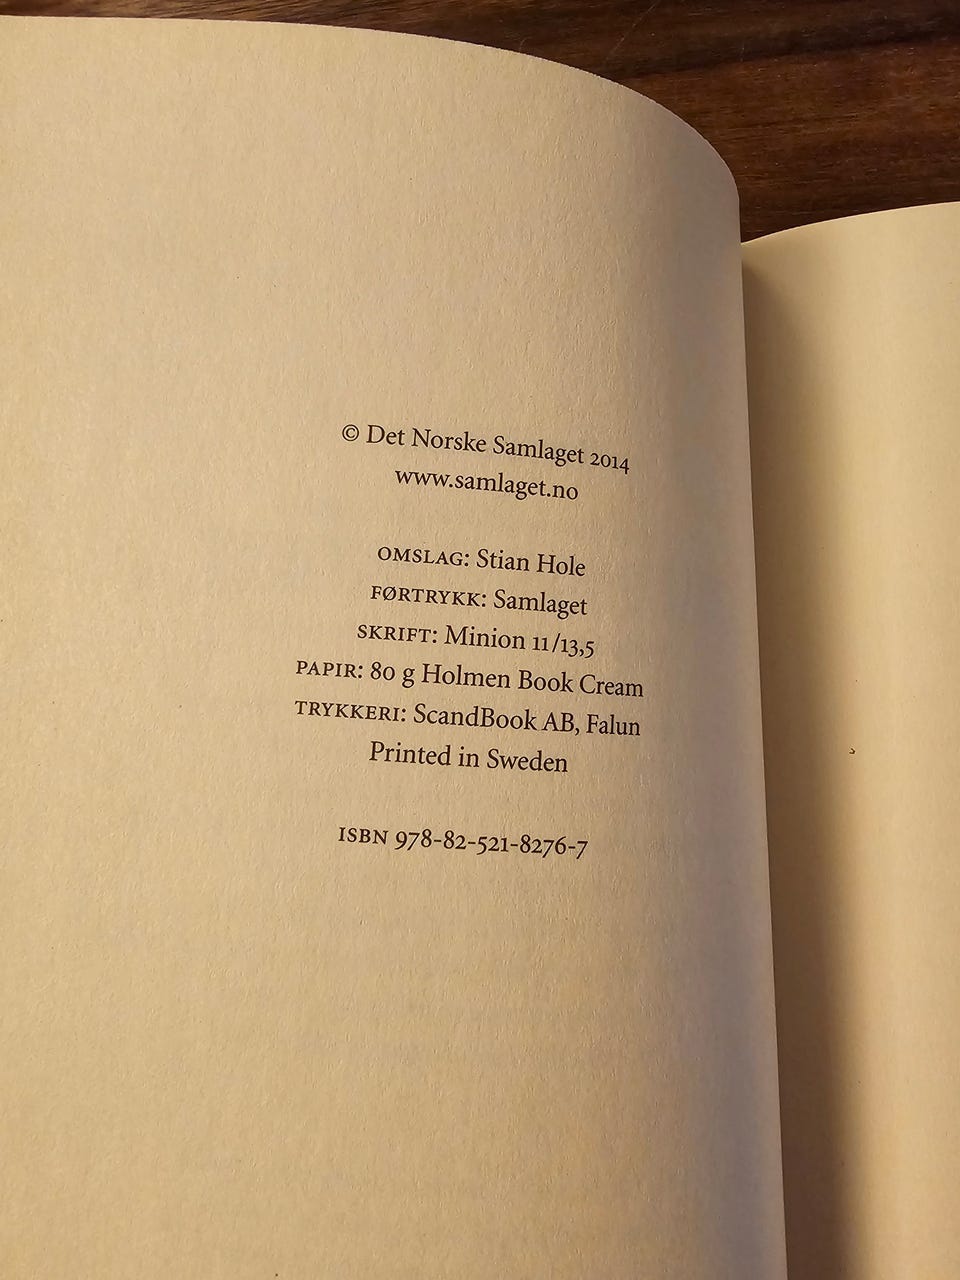 © Det Norske Samlaget 2014
www.samlaget.no
OMSLAG: Stian Hole
FØRTRYKK: Samlaget
SKRIFT: Minion 11/13,5
PAPIR: 80 g Holmen Book Cream
TRYKKERI: ScandBook AB, Falun
Printed in Sweden
ISBN 978-82-521-8276-7